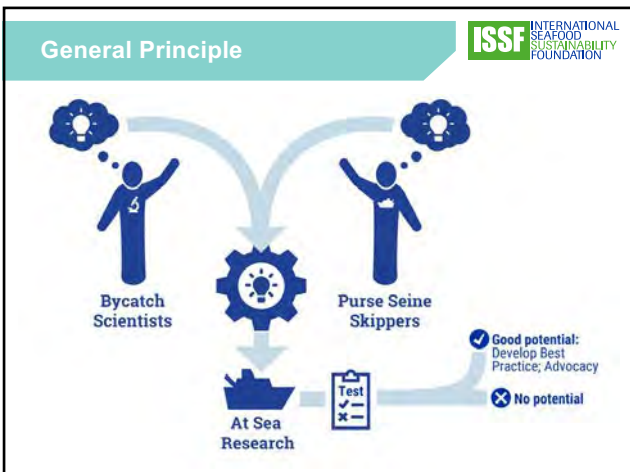 General Principle
ISSF
INTERNATIONAL
SEAFOOD
SUSTAINABILITY
FOUNDATION
Bycatch
Scientists
Purse Seine
Skippers
At Sea
Research
Test
Good potential:
Develop Best
Practice; Advocacy
No potential